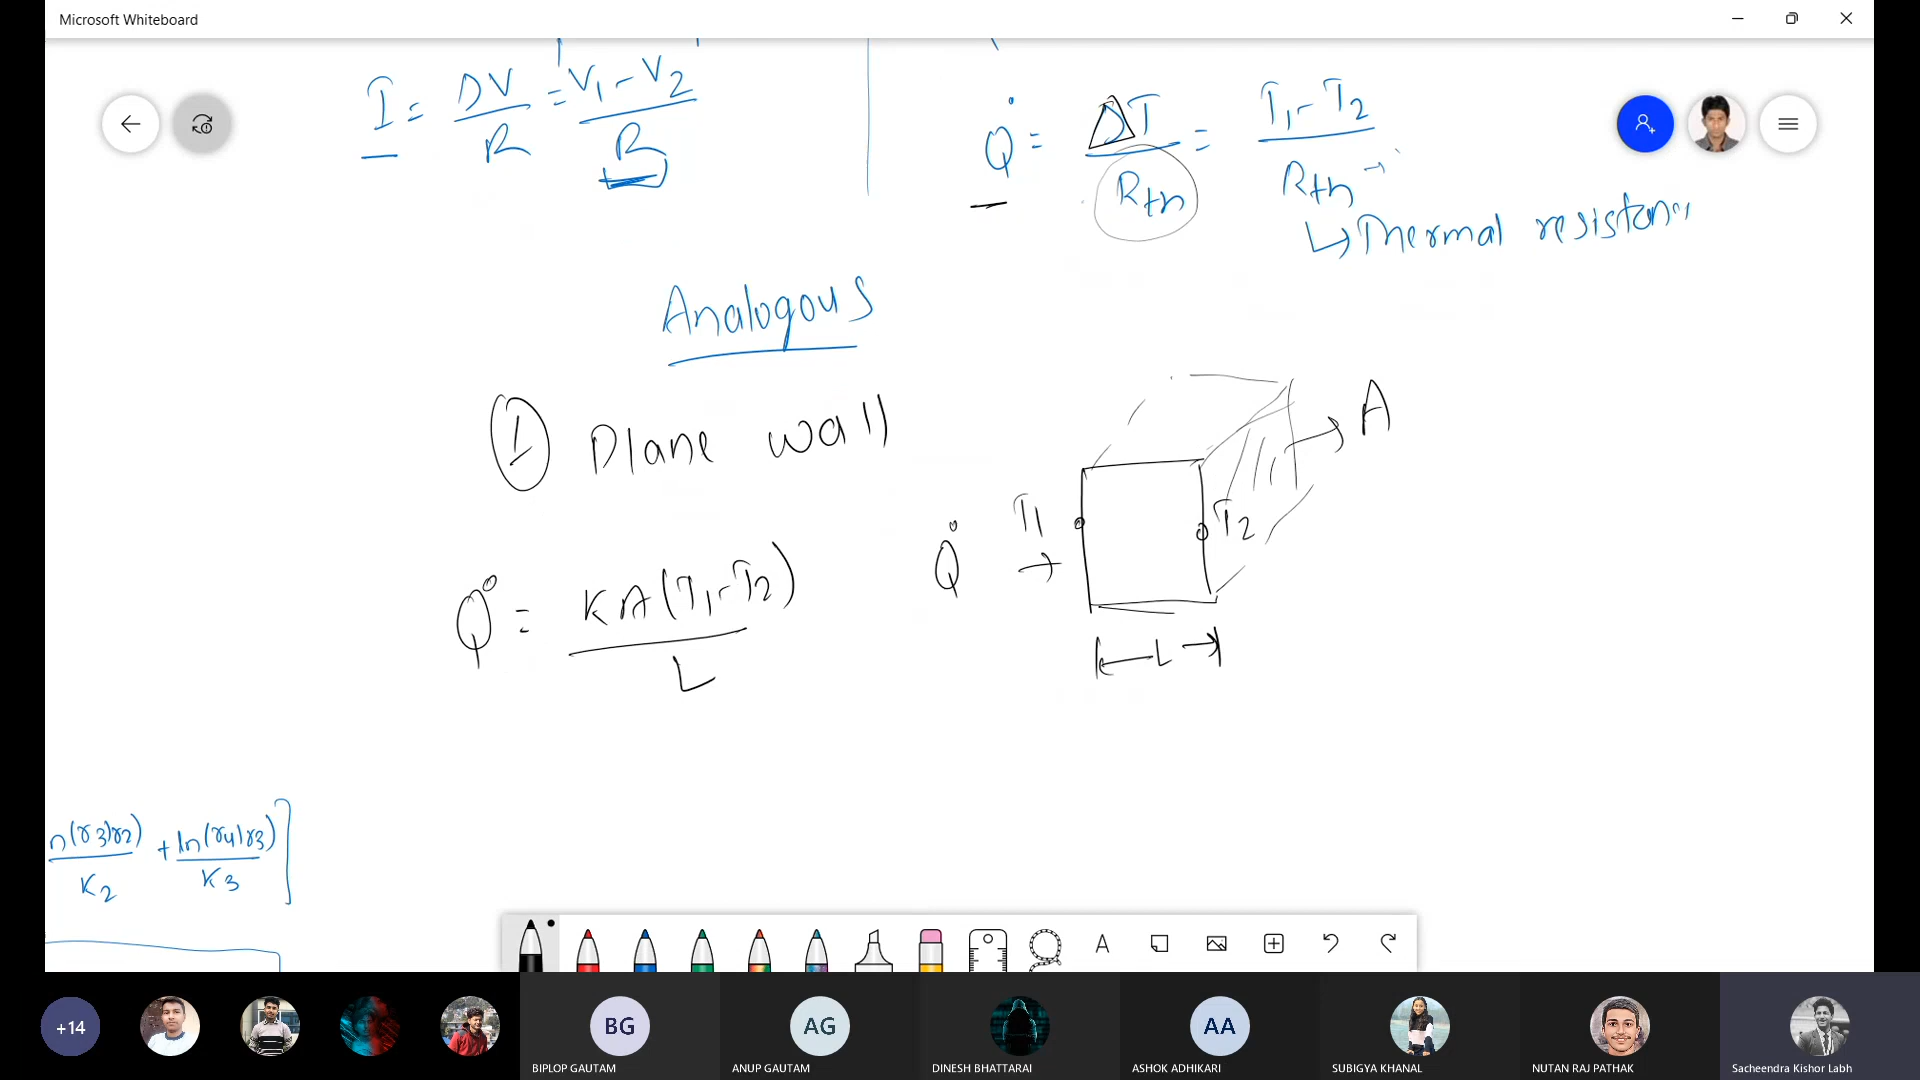 Microsoft Whiteboard
I = ΔV/R = V1-V2/R
Q̇ = ΔT/Rth = T1-T2/Rth →
↳ Thermal
Analogous
① Plane wall
A
T1
T2
Q̇ →
Q̇ = KA(T1-T2)/L
L
n(r3/r2)/K2 + ln(r4/r3)/K3 ]
A
+14
BG
AG
AA
BIPLOP GAUTAM
ANUP GAUTAM
DINESH BHATTARAI
ASHOK ADHIKARI
SUBIGYA KHANAL
NUTAN RAJ PATHAK
Sacheendra Kishor Labh